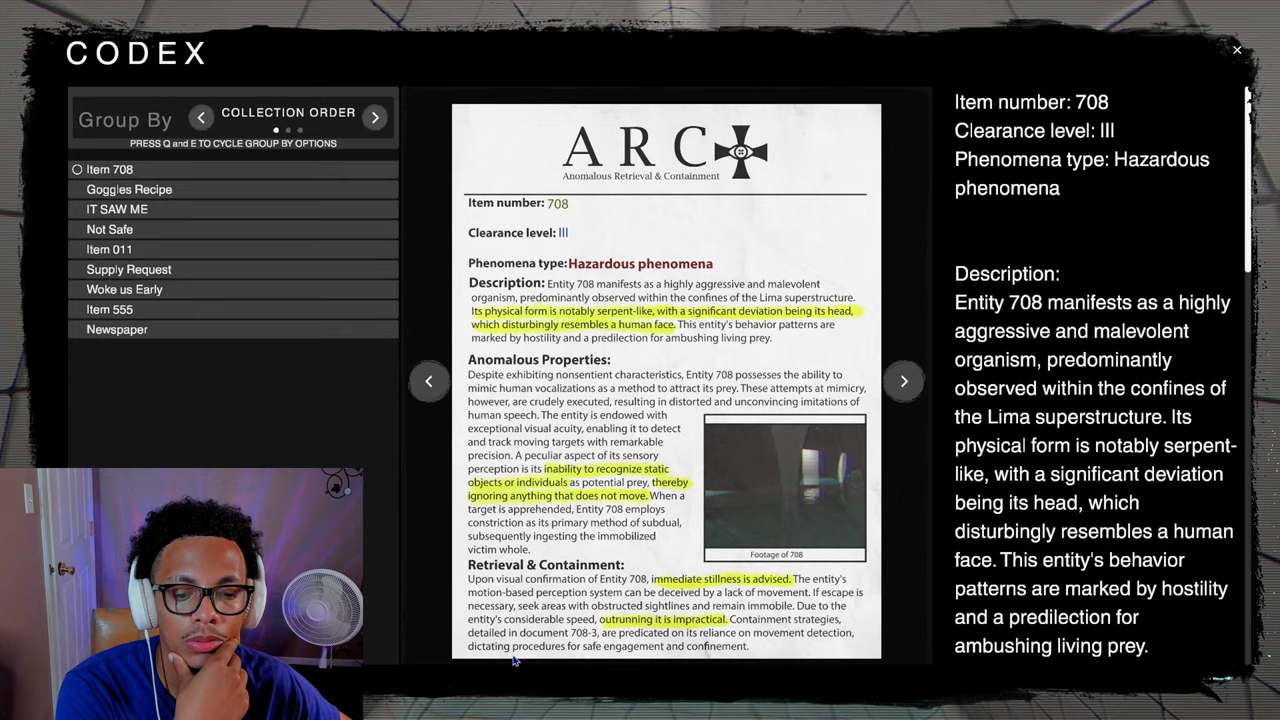 CODEX
×
Group By
COLLECTION ORDER
PRESS Q and E TO CYCLE GROUP BY OPTIONS
Item 708
Goggles Recipe
IT SAW ME
Not Safe
Item 011
Supply Request
Woke us Early
Item 555
Newspaper
ARC
Anomalous Retrieval & Containment
Item number: 708
Clearance level: III
Phenomena type: Hazardous phenomena
Description: Entity 708 manifests as a highly aggressive and malevolent
organism, predominantly observed within the confines of the Lima superstructure.
Its physical form is notably serpent-like, with a significant deviation being its head,
which disturbingly resembles a human face. This entity's behavior patterns are
marked by hostility and a predilection for ambushing living prey.
Anomalous Properties:
Despite exhibiting nonsentient characteristics, Entity 708 possesses the ability to
mimic human vocalizations as a method to attract its prey. These attempts at mimicry,
however, are crudely executed, resulting in distorted and unconvincing imitations of
human speech. The entity is endowed with
exceptional visual acuity, enabling it to detect
and track moving targets with remarkable
precision. A peculiar aspect of its sensory
perception is its inability to recognize static
objects or individuals as potential prey, thereby
ignoring anything that does not move. When a
target is apprehended, Entity 708 employs
constriction as its primary method of subdual,
subsequently ingesting the immobilized
victim whole.
Footage of 708
Retrieval & Containment:
Upon visual confirmation of Entity 708, immediate stillness is advised. The entity's
motion-based perception system can be deceived by a lack of movement. If escape is
necessary, seek areas with obstructed sightlines and remain immobile. Due to the
entity's considerable speed, outrunning it is impractical. Containment strategies,
detailed in document 708-3, are predicated on its reliance on movement detection,
dictating procedures for safe engagement and confinement.
Item number: 708
Clearance level: III
Phenomena type: Hazardous
phenomena
Description:
Entity 708 manifests as a highly
aggressive and malevolent
organism, predominantly
observed within the confines of
the Lima superstructure. Its
physical form is notably serpent-
like, with a significant deviation
being its head, which
disturbingly resembles a human
face. This entity's behavior
patterns are marked by hostility
and a predilection for
ambushing living prey.